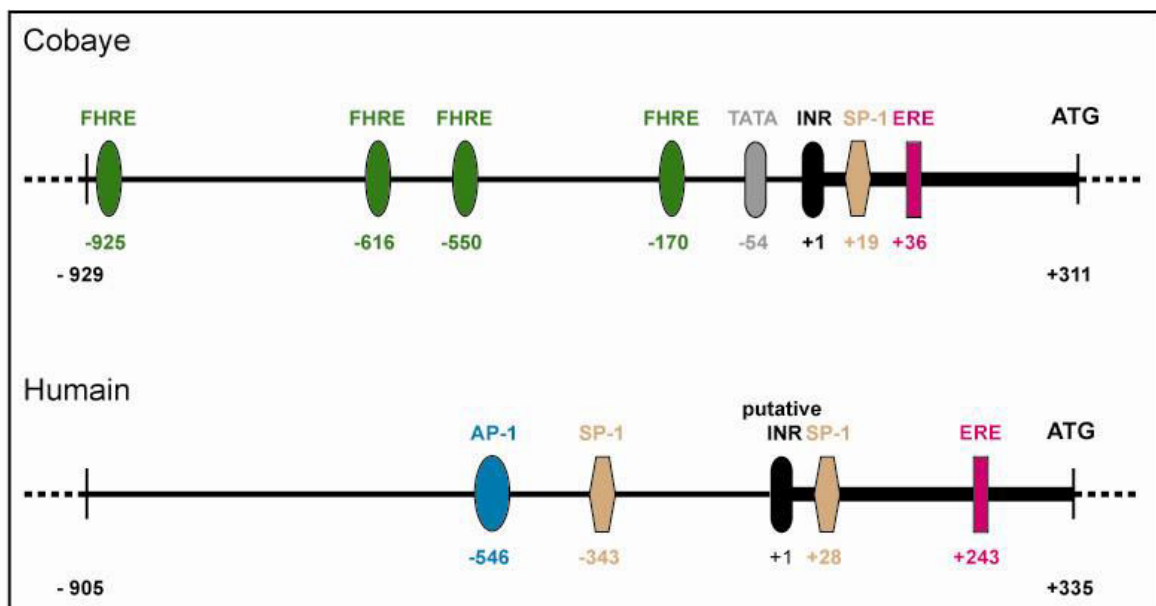 Cobaye
FHRE FHRE FHRE FHRE TATA INR SP-1 ERE ATG
-925 -616 -550 -170 -54 +1 +19 +36
- 929 +311
Humain
putative
AP-1 SP-1 INR SP-1 ERE ATG
-546 -343 +1 +28 +243
- 905 +335